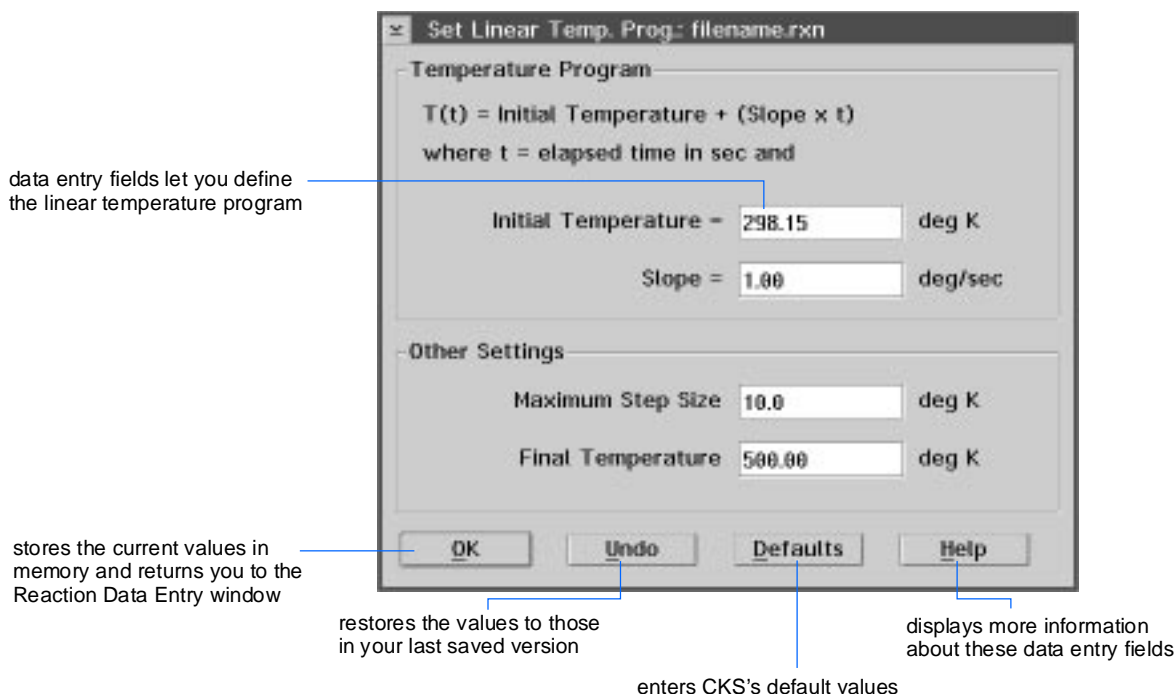 Set Linear Temp. Prog.: filename.rxn
Temperature Program
T(t) = Initial Temperature + (Slope x t)
where t = elapsed time in sec and
data entry fields let you define
the linear temperature program
Initial Temperature = 298.15 deg K
Slope = 1.00 deg/sec
Other Settings
Maximum Step Size 10.0 deg K
Final Temperature 500.00 deg K
stores the current values in
memory and returns you to the
Reaction Data Entry window
OK Undo Defaults Help
restores the values to those
in your last saved version
displays more information
about these data entry fields
enters CKS's default values